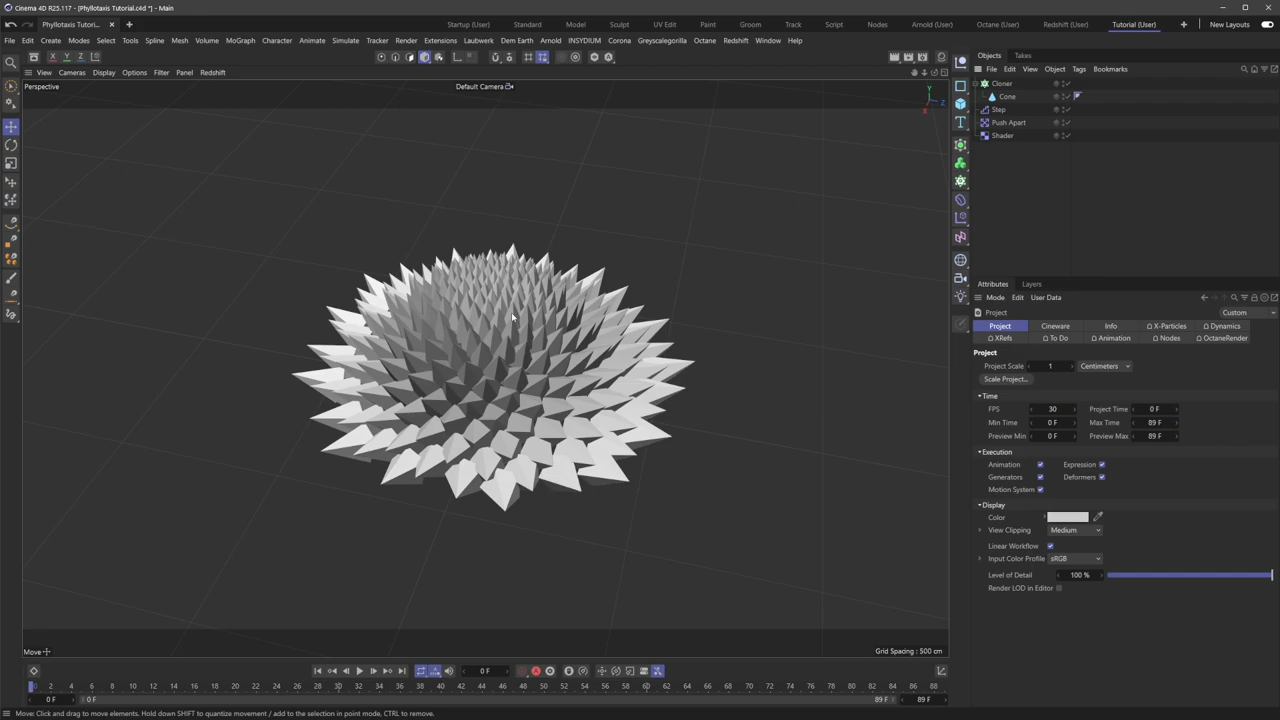 Cinema 4D R25.117 - [Phyllotaxis Tutorial.c4d *] - Main
Phyllotaxis Tutori...
Startup (User) Standard Model Sculpt UV Edit Paint Groom Track Script Nodes Arnold (User) Octane (User) Redshift (User) Tutorial (User) New Layouts
File Edit Create Modes Select Tools Spline Mesh Volume MoGraph Character Animate Simulate Tracker Render Extensions Laubwerk Dem Earth Arnold INSYDIUM Corona Greyscalegorilla Octane Redshift Window Help
X Y Z
View Cameras Display Options Filter Panel Redshift
Perspective
Default Camera
Y
Z
X
Grid Spacing : 500 cm
Move
Objects Takes
File Edit View Object Tags Bookmarks
Cloner
Cone
Step
Push Apart
Shader
Attributes Layers
Mode Edit User Data
Project Custom
Project Cineware Info X-Particles Dynamics
XRefs To Do Animation Nodes OctaneRender
Project
Project Scale 1 Centimeters
Scale Project...
Time
FPS 30 Project Time 0 F
Min Time 0 F Max Time 89 F
Preview Min 0 F Preview Max 89 F
Execution
Animation Expression
Generators Deformers
Motion System
Display
Color
View Clipping Medium
Linear Workflow
Input Color Profile sRGB
Level of Detail 100 %
Render LOD in Editor
0 F
0 2 4 6 8 10 12 14 16 18 20 22 24 26 28 30 32 34 36 38 40 42 44 46 48 50 52 54 56 58 60 62 64 66 68 70 72 74 76 78 80 82 84 86 88
0 F 0 F 89 F 89 F
Move: Click and drag to move elements. Hold down SHIFT to quantize movement / add to the selection in point mode, CTRL to remove.